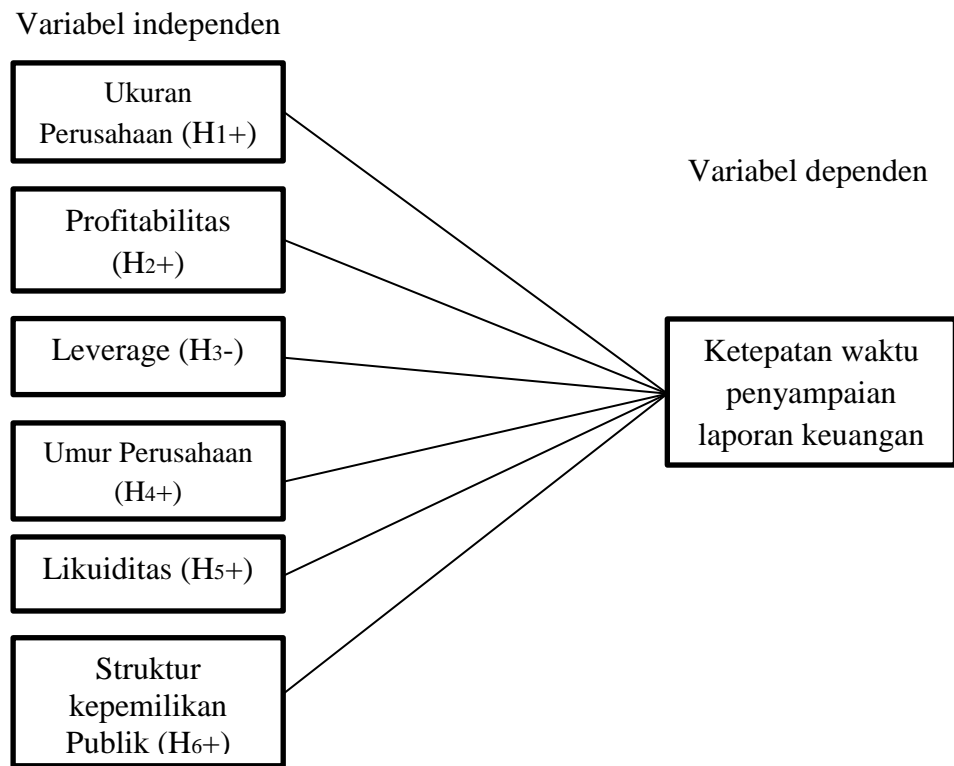 Variabel independen
Ukuran
Perusahaan (H1+)
Variabel dependen
Profitabilitas
(H2+)
Leverage (H3-)
Ketepatan waktu
penyampaian
laporan keuangan
Umur Perusahaan
(H4+)
Likuiditas (H5+)
Struktur
kepemilikan
Publik (H6+)